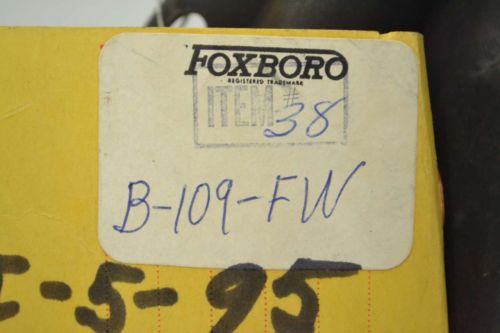 FOXBORO
REGISTERED TRADEMARK
ITEM # 38
B-109-FW
I-5-95